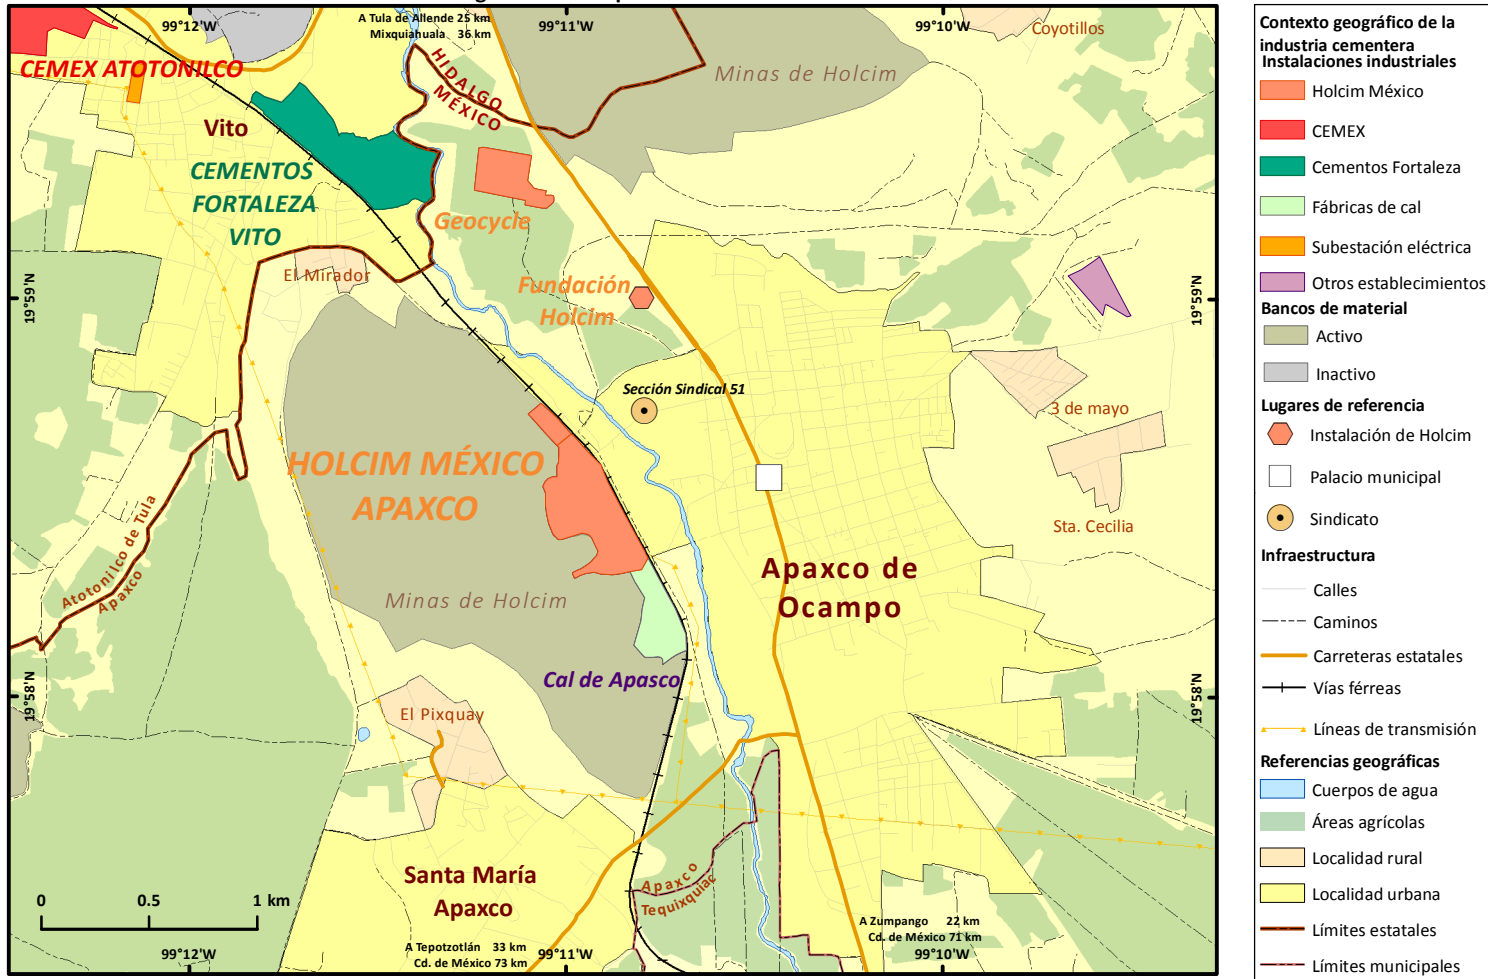 99°12'W
A Tula de Allende 25 km
Mixquiahuala 36 km
99°11'W
99°10'W
Coyotillos
CEMEX ATOTONILCO
HIDALGO
MÉXICO
Minas de Holcim
Vito
CEMENTOS
FORTALEZA
VITO
Geocycle
El Mirador
Fundación
Holcim
19°59'N
19°59'N
Sección Sindical 51
3 de mayo
HOLCIM MÉXICO
APAXCO
Sta. Cecilia
Atotonilco de Tula
Apaxco
Apaxco de
Ocampo
Minas de Holcim
Cal de Apasco
El Pixquay
19°58'N
19°58'N
Santa María
Apaxco
Apaxco
Tequixquiac
0 0.5 1 km
A Zumpango 22 km
Cd. de México 71 km
A Tepotzotlán 33 km
Cd. de México 73 km
99°12'W
99°11'W
99°10'W
Contexto geográfico de la
industria cementera
Instalaciones industriales
Holcim México
CEMEX
Cementos Fortaleza
Fábricas de cal
Subestación eléctrica
Otros establecimientos
Bancos de material
Activo
Inactivo
Lugares de referencia
Instalación de Holcim
Palacio municipal
Sindicato
Infraestructura
Calles
Caminos
Carreteras estatales
Vías férreas
Líneas de transmisión
Referencias geográficas
Cuerpos de agua
Áreas agrícolas
Localidad rural
Localidad urbana
Límites estatales
Límites municipales